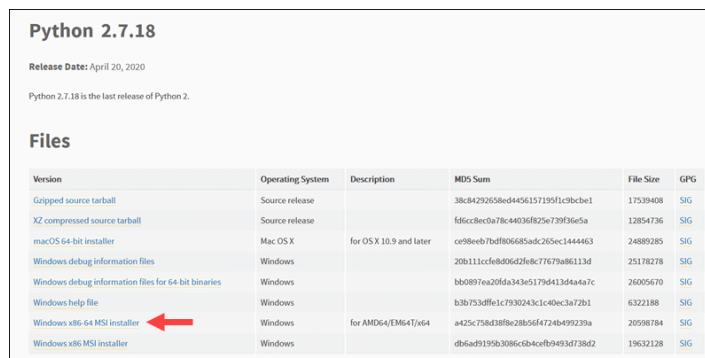 Python 2.7.18
Release Date: April 20, 2020
Python 2.7.18 is the last release of Python 2.
Files
Version Operating System Description MD5 Sum File Size GPG
Gzipped source tarball Source release 38c84292658ed4456157195f1c9bcbe1 17539408 SIG
XZ compressed source tarball Source release fd6cc8ec0a78c44036f825e739f36e5a 12854736 SIG
macOS 64-bit installer Mac OS X for OS X 10.9 and later ce98eeb7bdf806685adc265ec1444463 24889285 SIG
Windows debug information files Windows 20b111ccfe8d06d2fe8c77679a86113d 25178278 SIG
Windows debug information files for 64-bit binaries Windows bb0897ea20fda343e5179d413d4a4a7c 26005670 SIG
Windows help file Windows b3b753dffe1c7930243c1c40ec3a72b1 6322188 SIG
Windows x86-64 MSI installer Windows for AMD64/EM64T/x64 a425c758d38f8e28b56f4724b499239a 20598784 SIG
Windows x86 MSI installer Windows db6ad9195b3086c6b4cefb9493d738d2 19632128 SIG